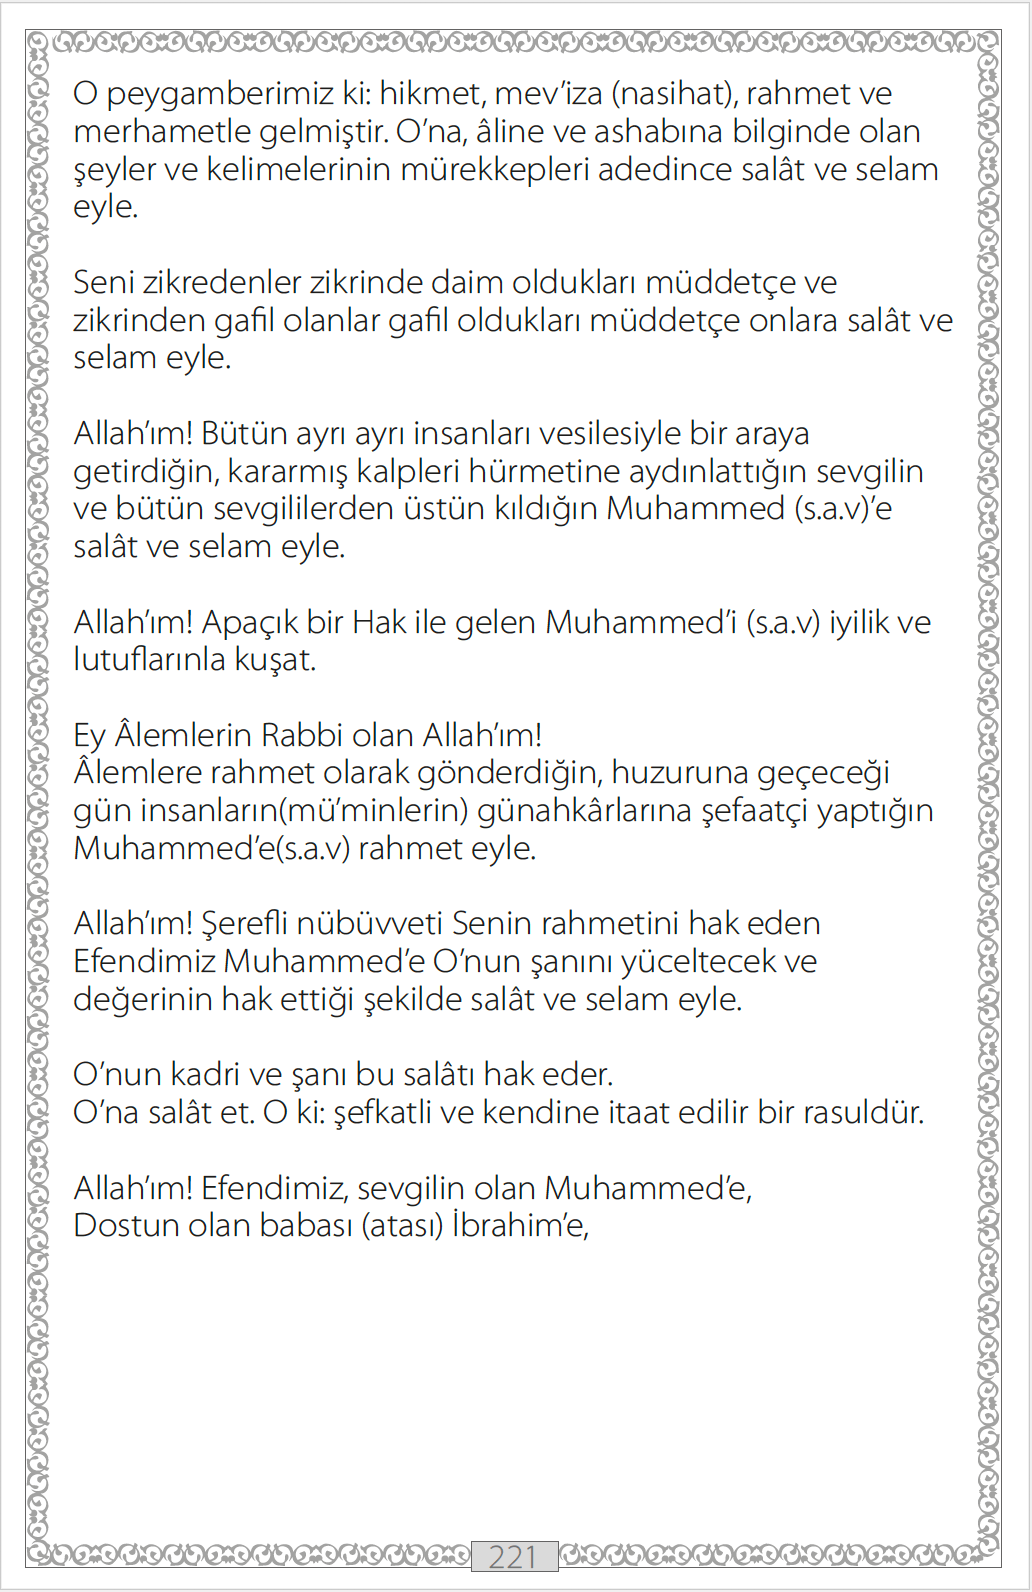 O peygamberimiz ki: hikmet, mev’iza (nasihat), rahmet ve
merhametle gelmiştir. O’na, âline ve ashabına bilginde olan
şeyler ve kelimelerinin mürekkepleri adedince salât ve selam
eyle.
Seni zikredenler zikrinde daim oldukları müddetçe ve
zikrinden gafil olanlar gafil oldukları müddetçe onlara salât ve
selam eyle.
Allah’ım! Bütün ayrı ayrı insanları vesilesiyle bir araya
getirdiğin, kararmış kalpleri hürmetine aydınlattığın sevgilin
ve bütün sevgililerden üstün kıldığın Muhammed (s.a.v)’e
salât ve selam eyle.
Allah’ım! Apaçık bir Hak ile gelen Muhammed’i (s.a.v) iyilik ve
lutuflarınla kuşat.
Ey Âlemlerin Rabbi olan Allah’ım!
Âlemlere rahmet olarak gönderdiğin, huzuruna geçeceği
gün insanların(mü’minlerin) günahkârlarına şefaatçi yaptığın
Muhammed’e(s.a.v) rahmet eyle.
Allah’ım! Şerefli nübüvveti Senin rahmetini hak eden
Efendimiz Muhammed’e O’nun şanını yüceltecek ve
değerinin hak ettiği şekilde salât ve selam eyle.
O’nun kadri ve şanı bu salâtı hak eder.
O’na salât et. O ki: şefkatli ve kendine itaat edilir bir rasuldür.
Allah’ım! Efendimiz, sevgilin olan Muhammed’e,
Dostun olan babası (atası) İbrahim’e,
221